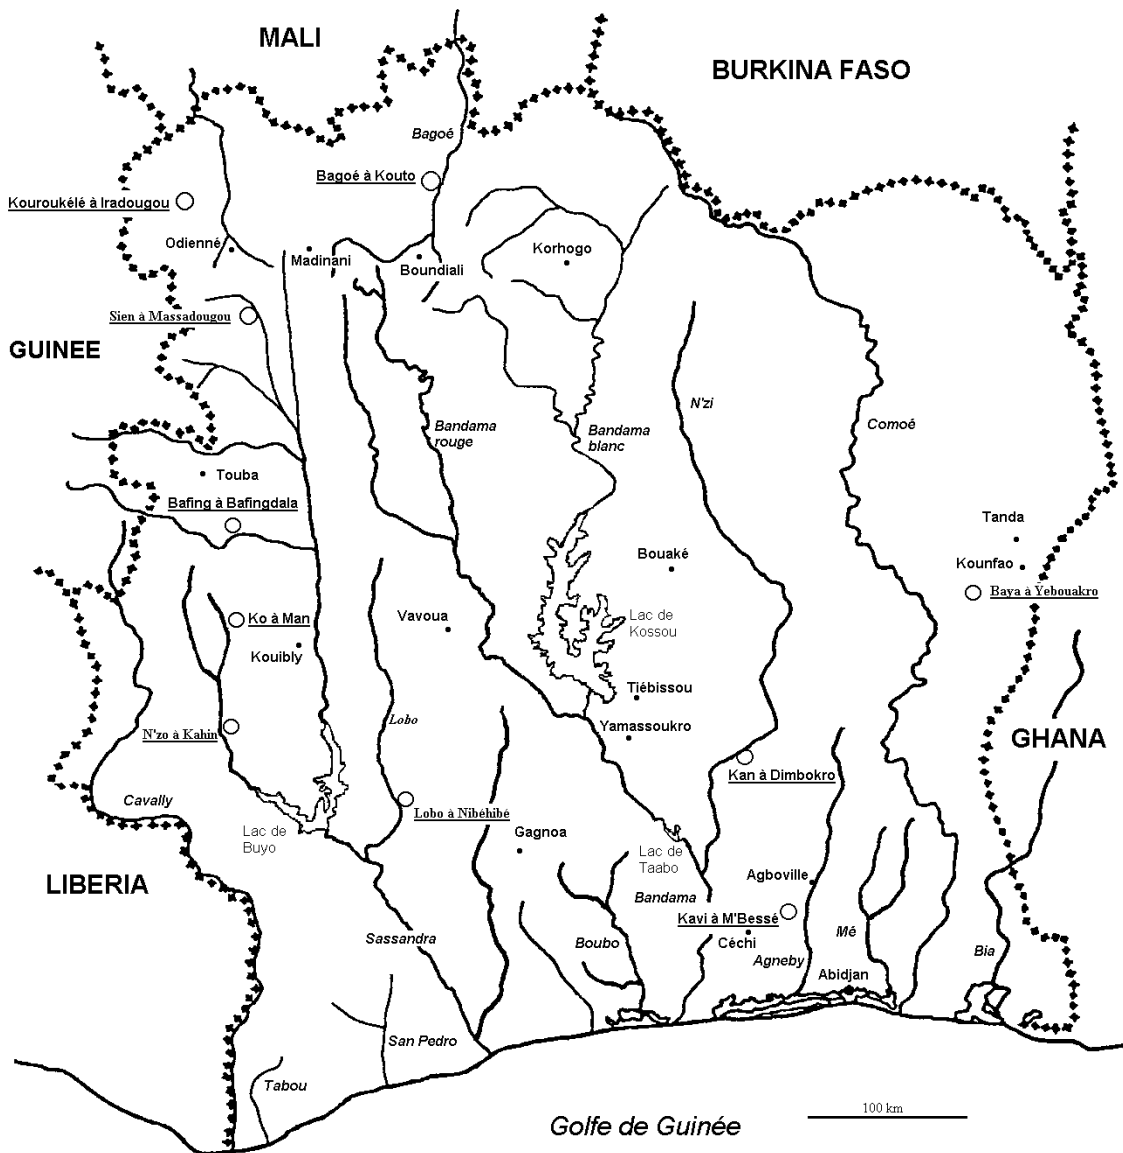 MALI
BURKINA FASO
Bagoé
Bagoé à Kouto
Kouroukélé à Iradougou
Odienné
Madinani
Boundiali
Korhogo
Sien à Massadougou
GUINEE
Bandama
rouge
Bandama
blanc
N'zi
Comoé
Touba
Bafing à Bafingdala
Tanda
Bouaké
Kounfao
Baya à Yebouakro
Ko à Man
Vavoua
Lac de
Kossou
Kouibly
Tiébissou
Lobo
Yamassoukro
N'zo à Kahin
GHANA
Kan à Dimbokro
Cavally
Lobo à Nibéhibé
Lac de
Buyo
Gagnoa
Lac de
Taabo
LIBERIA
Agboville
Bandama
Kavi à M'Bessé
Sassandra
Boubo
Céchi
Mé
Agneby
Bia
Abidjan
San Pedro
Tabou
100 km
Golfe de Guinée